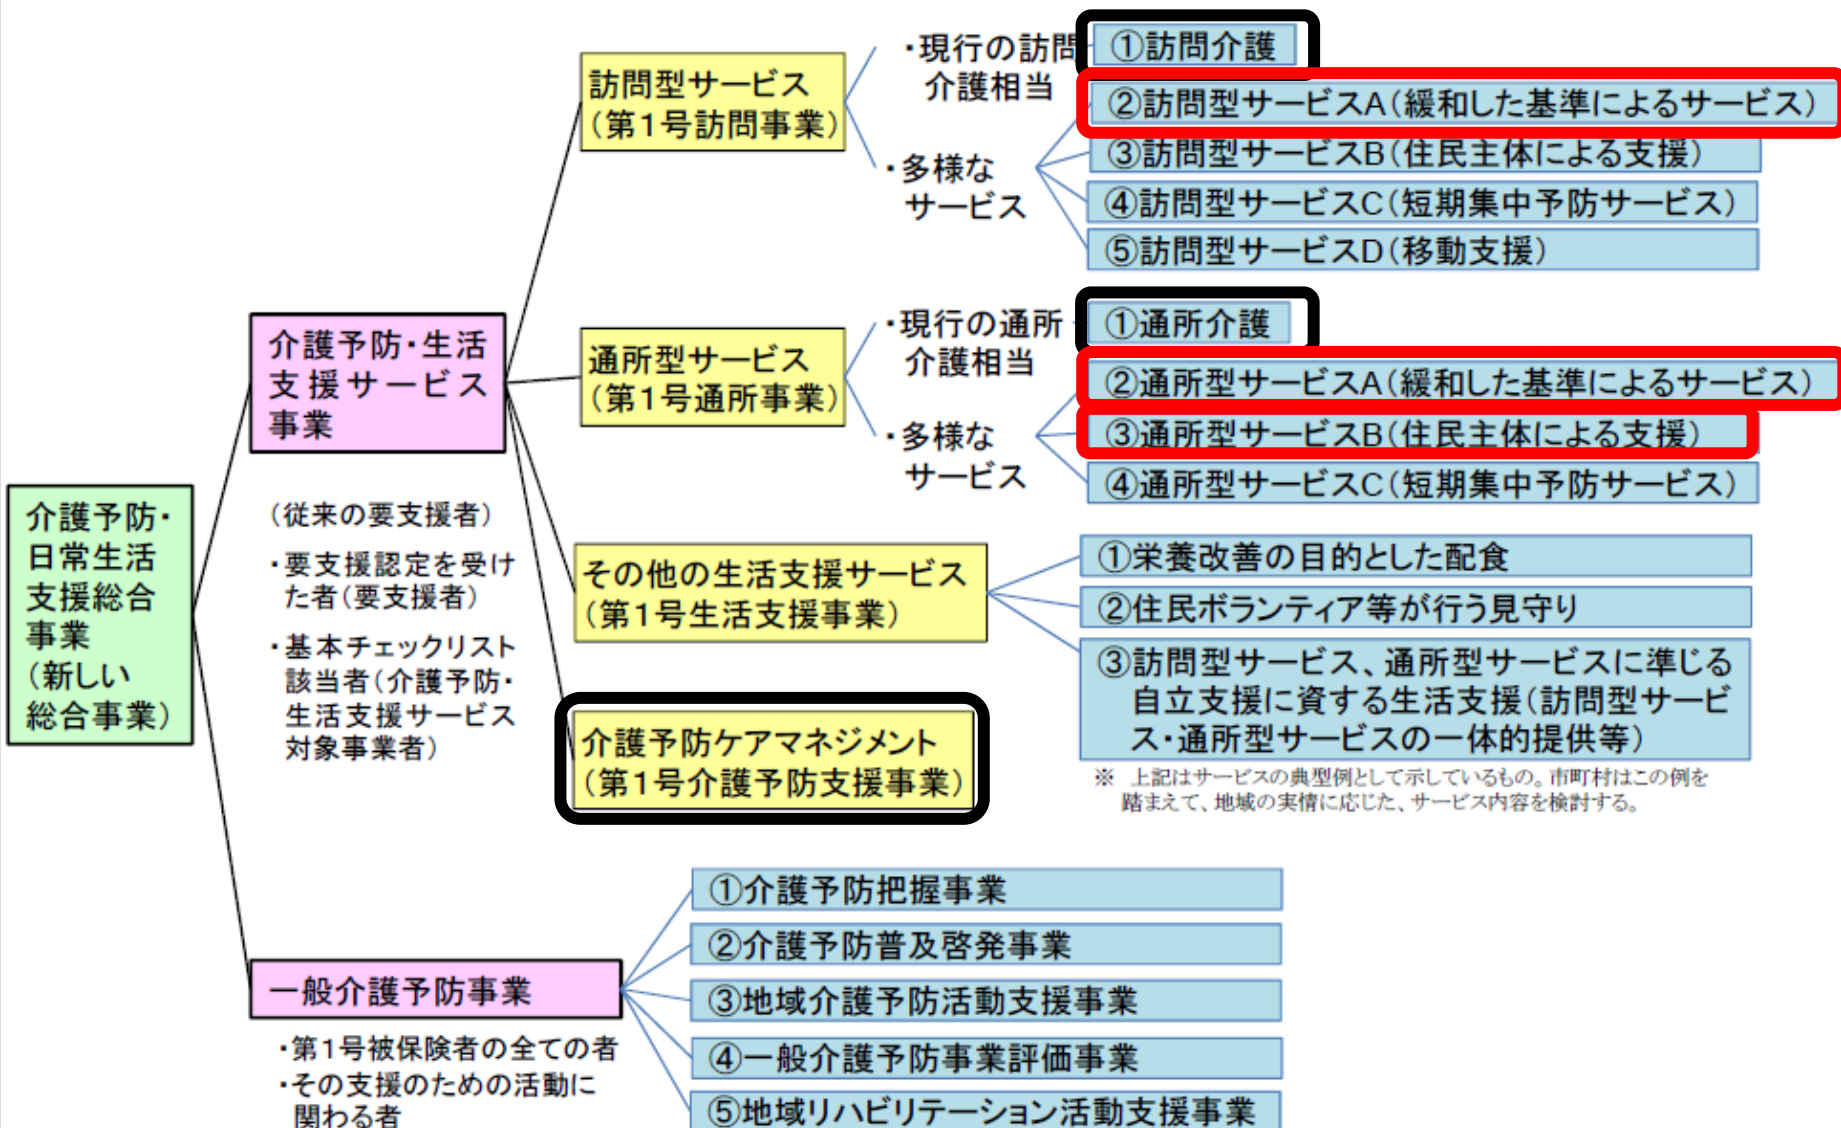 介護予防・
日常生活
支援総合
事業
（新しい
総合事業）
介護予防・生活
支援サービス
事業
（従来の要支援者）
・要支援認定を受け
た者（要支援者）
・基本チェックリスト
該当者（介護予防・
生活支援サービス
対象事業者）
訪問型サービス
（第1号訪問事業）
・現行の訪問
介護相当
①訪問介護
・多様な
サービス
②訪問型サービスA（緩和した基準によるサービス）
③訪問型サービスB（住民主体による支援）
④訪問型サービスC（短期集中予防サービス）
⑤訪問型サービスD（移動支援）
通所型サービス
（第1号通所事業）
・現行の通所
介護相当
①通所介護
・多様な
サービス
②通所型サービスA（緩和した基準によるサービス）
③通所型サービスB（住民主体による支援）
④通所型サービスC（短期集中予防サービス）
その他の生活支援サービス
（第1号生活支援事業）
①栄養改善の目的とした配食
②住民ボランティア等が行う見守り
③訪問型サービス、通所型サービスに準じる
自立支援に資する生活支援（訪問型サービ
ス・通所型サービスの一体的提供等）
※ 上記はサービスの典型例として示しているもの。市町村はこの例を
踏まえて、地域の実情に応じた、サービス内容を検討する。
介護予防ケアマネジメント
（第1号介護予防支援事業）
一般介護予防事業
・第1号被保険者の全ての者
・その支援のための活動に
関わる者
①介護予防把握事業
②介護予防普及啓発事業
③地域介護予防活動支援事業
④一般介護予防事業評価事業
⑤地域リハビリテーション活動支援事業